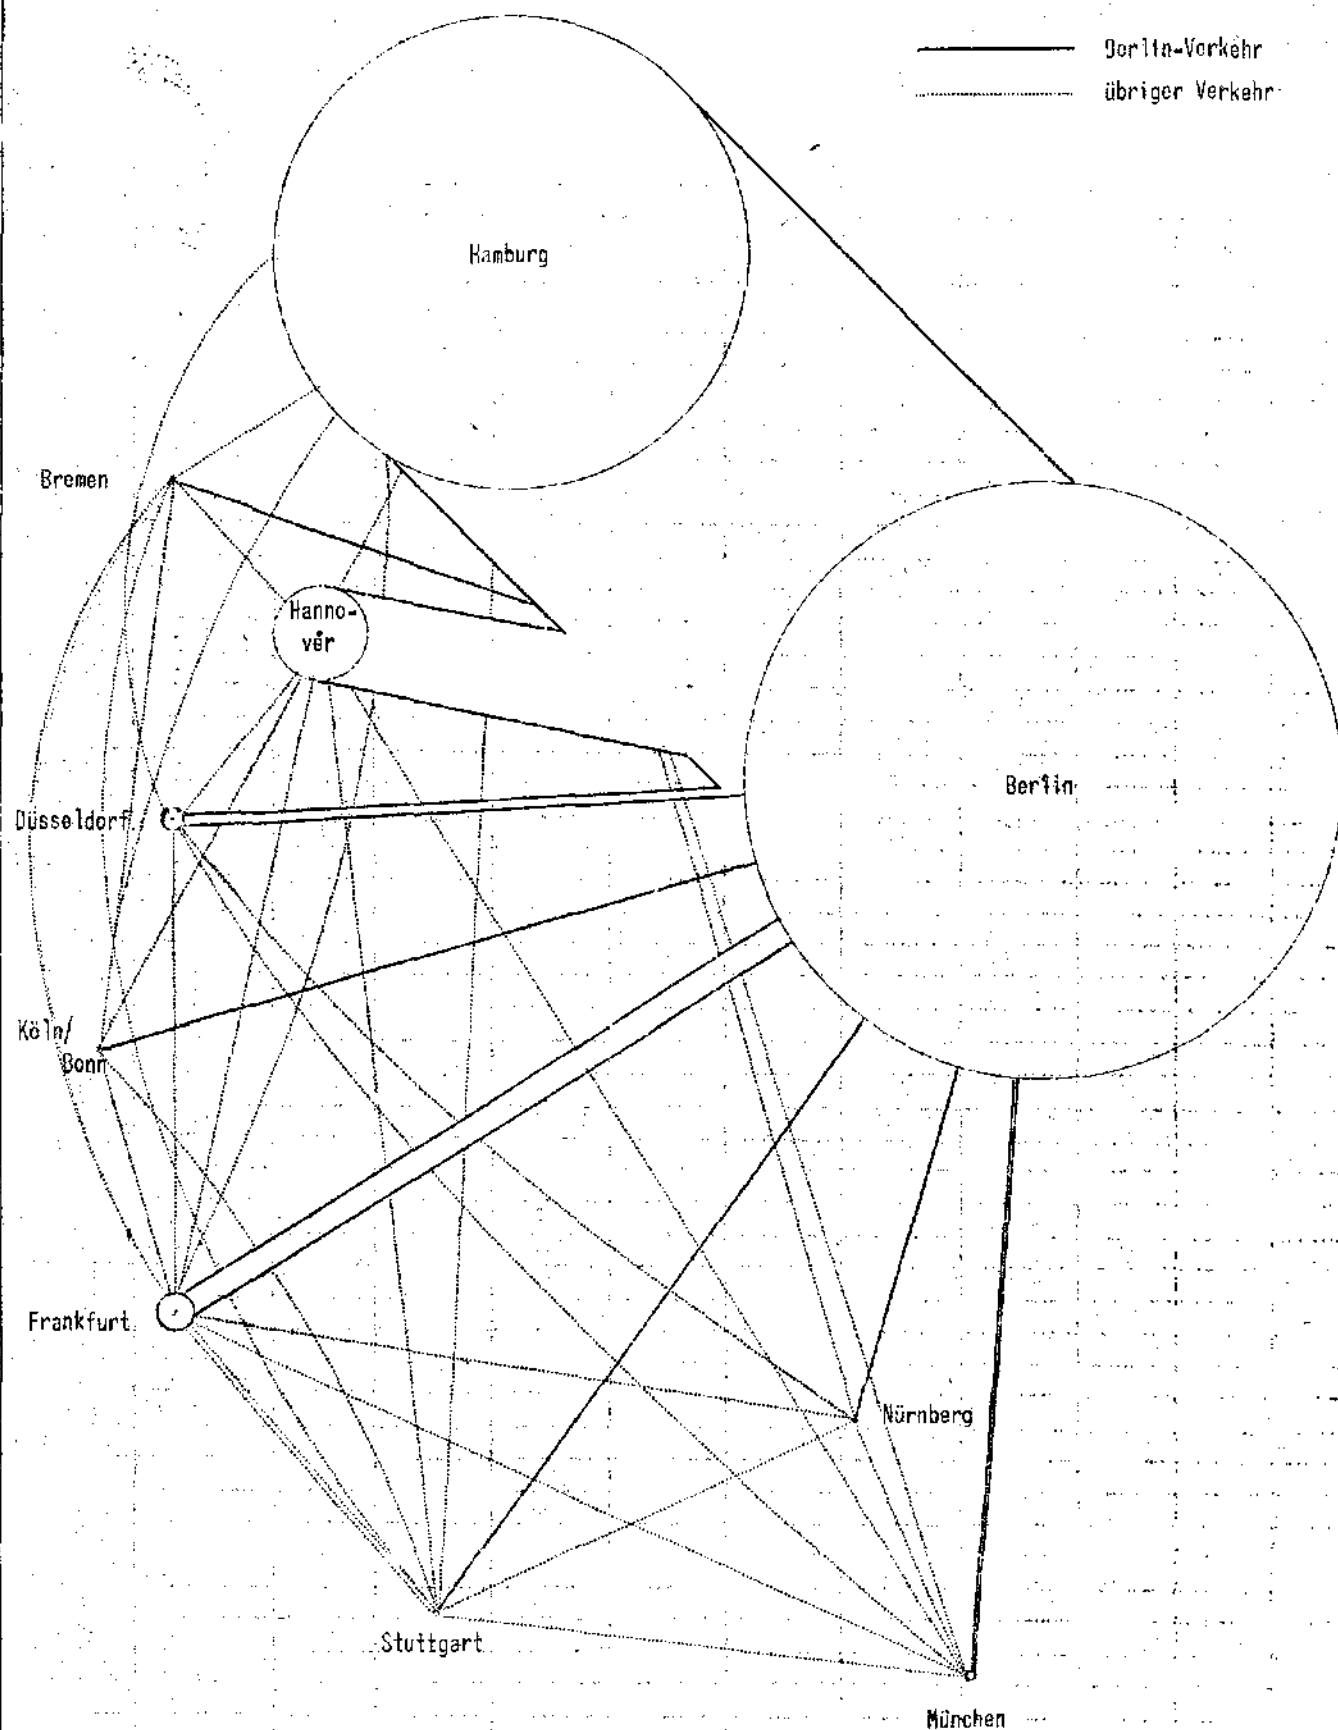 Berlin-Verkehr
übriger Verkehr
Hamburg
Bremen
Hanno-
ver
Berlin
Düsseldorf
Köln/
Bonn
Frankfurt
Nürnberg
Stuttgart
München